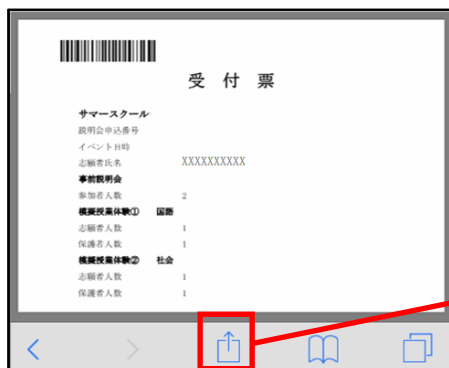 受付票
サマースクール
説明会申込番号
イベント日時
志願者氏名 XXXXXXXXXX
事前説明会
参加者人数 2
模擬授業体験① 国語
志願者人数 1
保護者人数 1
模擬授業体験② 社会
志願者人数 1
保護者人数 1